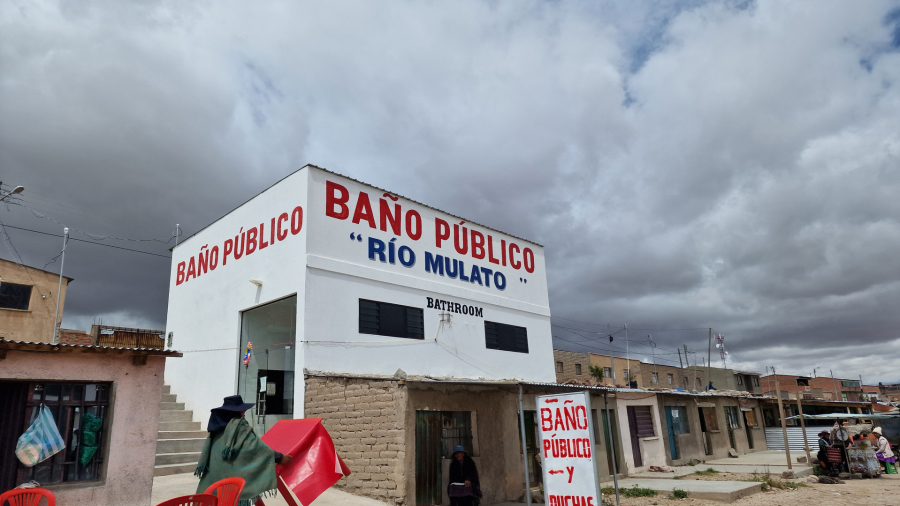 BAÑO PÚBLICO
BAÑO PÚBLICO
“ RÍO MULATO ”
BATHROOM
BAÑO
PÚBLICO
← Y
DUCHAS